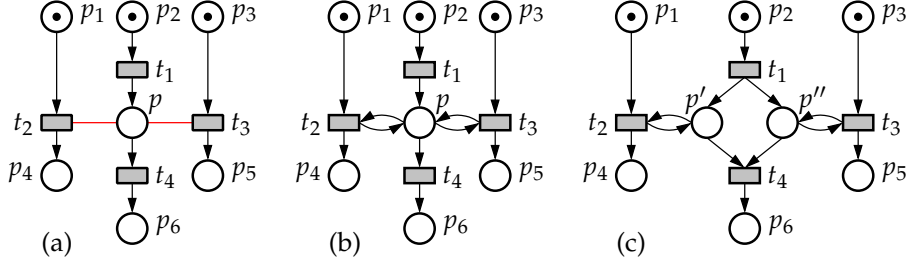 p₁ p₂ p₃ p₁ p₂ p₃ p₁ p₂ p₃
t₁ t₁ t₁
p p p′ p″
t₂ t₃ t₂ t₃ t₂ t₃
p₄ t₄ p₅ p₄ t₄ p₅ p₄ t₄ p₅
(a) p₆ (b) p₆ (c) p₆